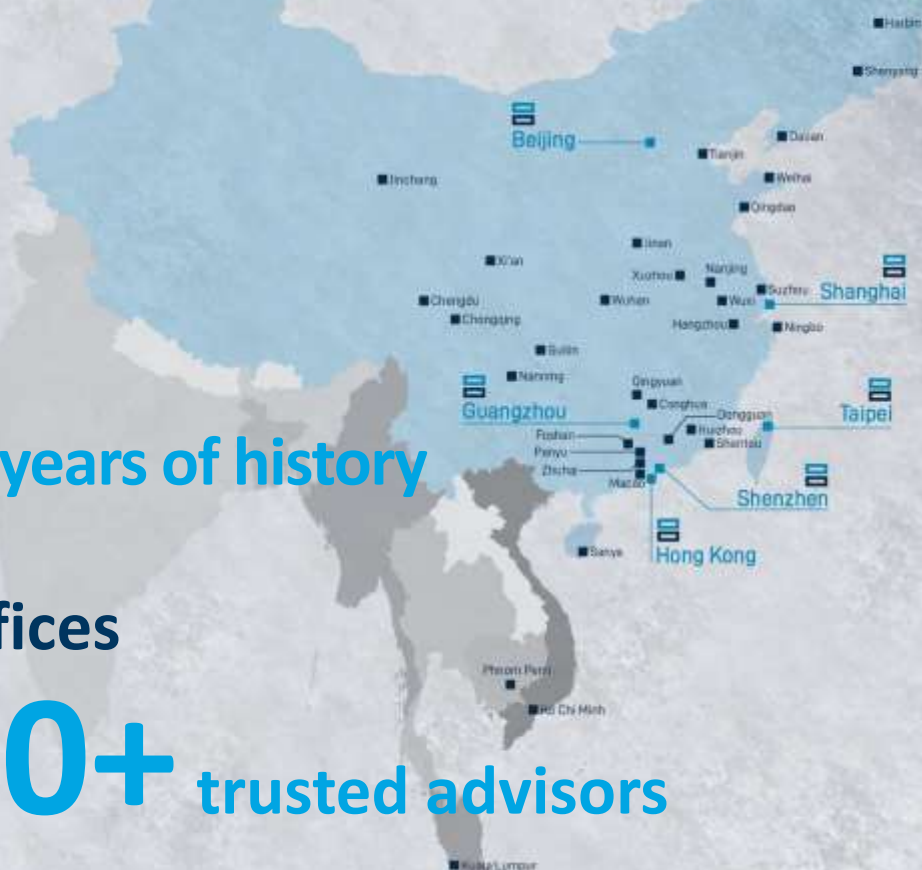 Harbin
Shenyang
Beijing
Dalian
Tianjin
Jinchang
Weihai
Qingdao
Jinan
Xi'an
Xuzhou
Nanjing
Suzhou
Shanghai
Chengdu
Wuhan
Wuxi
Chongqing
Hangzhou
Ningbo
Guilin
Nanning
Qingyuan
Guangzhou
Conghua
Dongguan
Taipei
Huizhou
Foshan
Shantou
years of history
Panyu
Macao
Shenzhen
Sanya
Hong Kong
fices
Phnom Penh
Ho Chi Minh
0+ trusted advisors
Kuala Lumpur